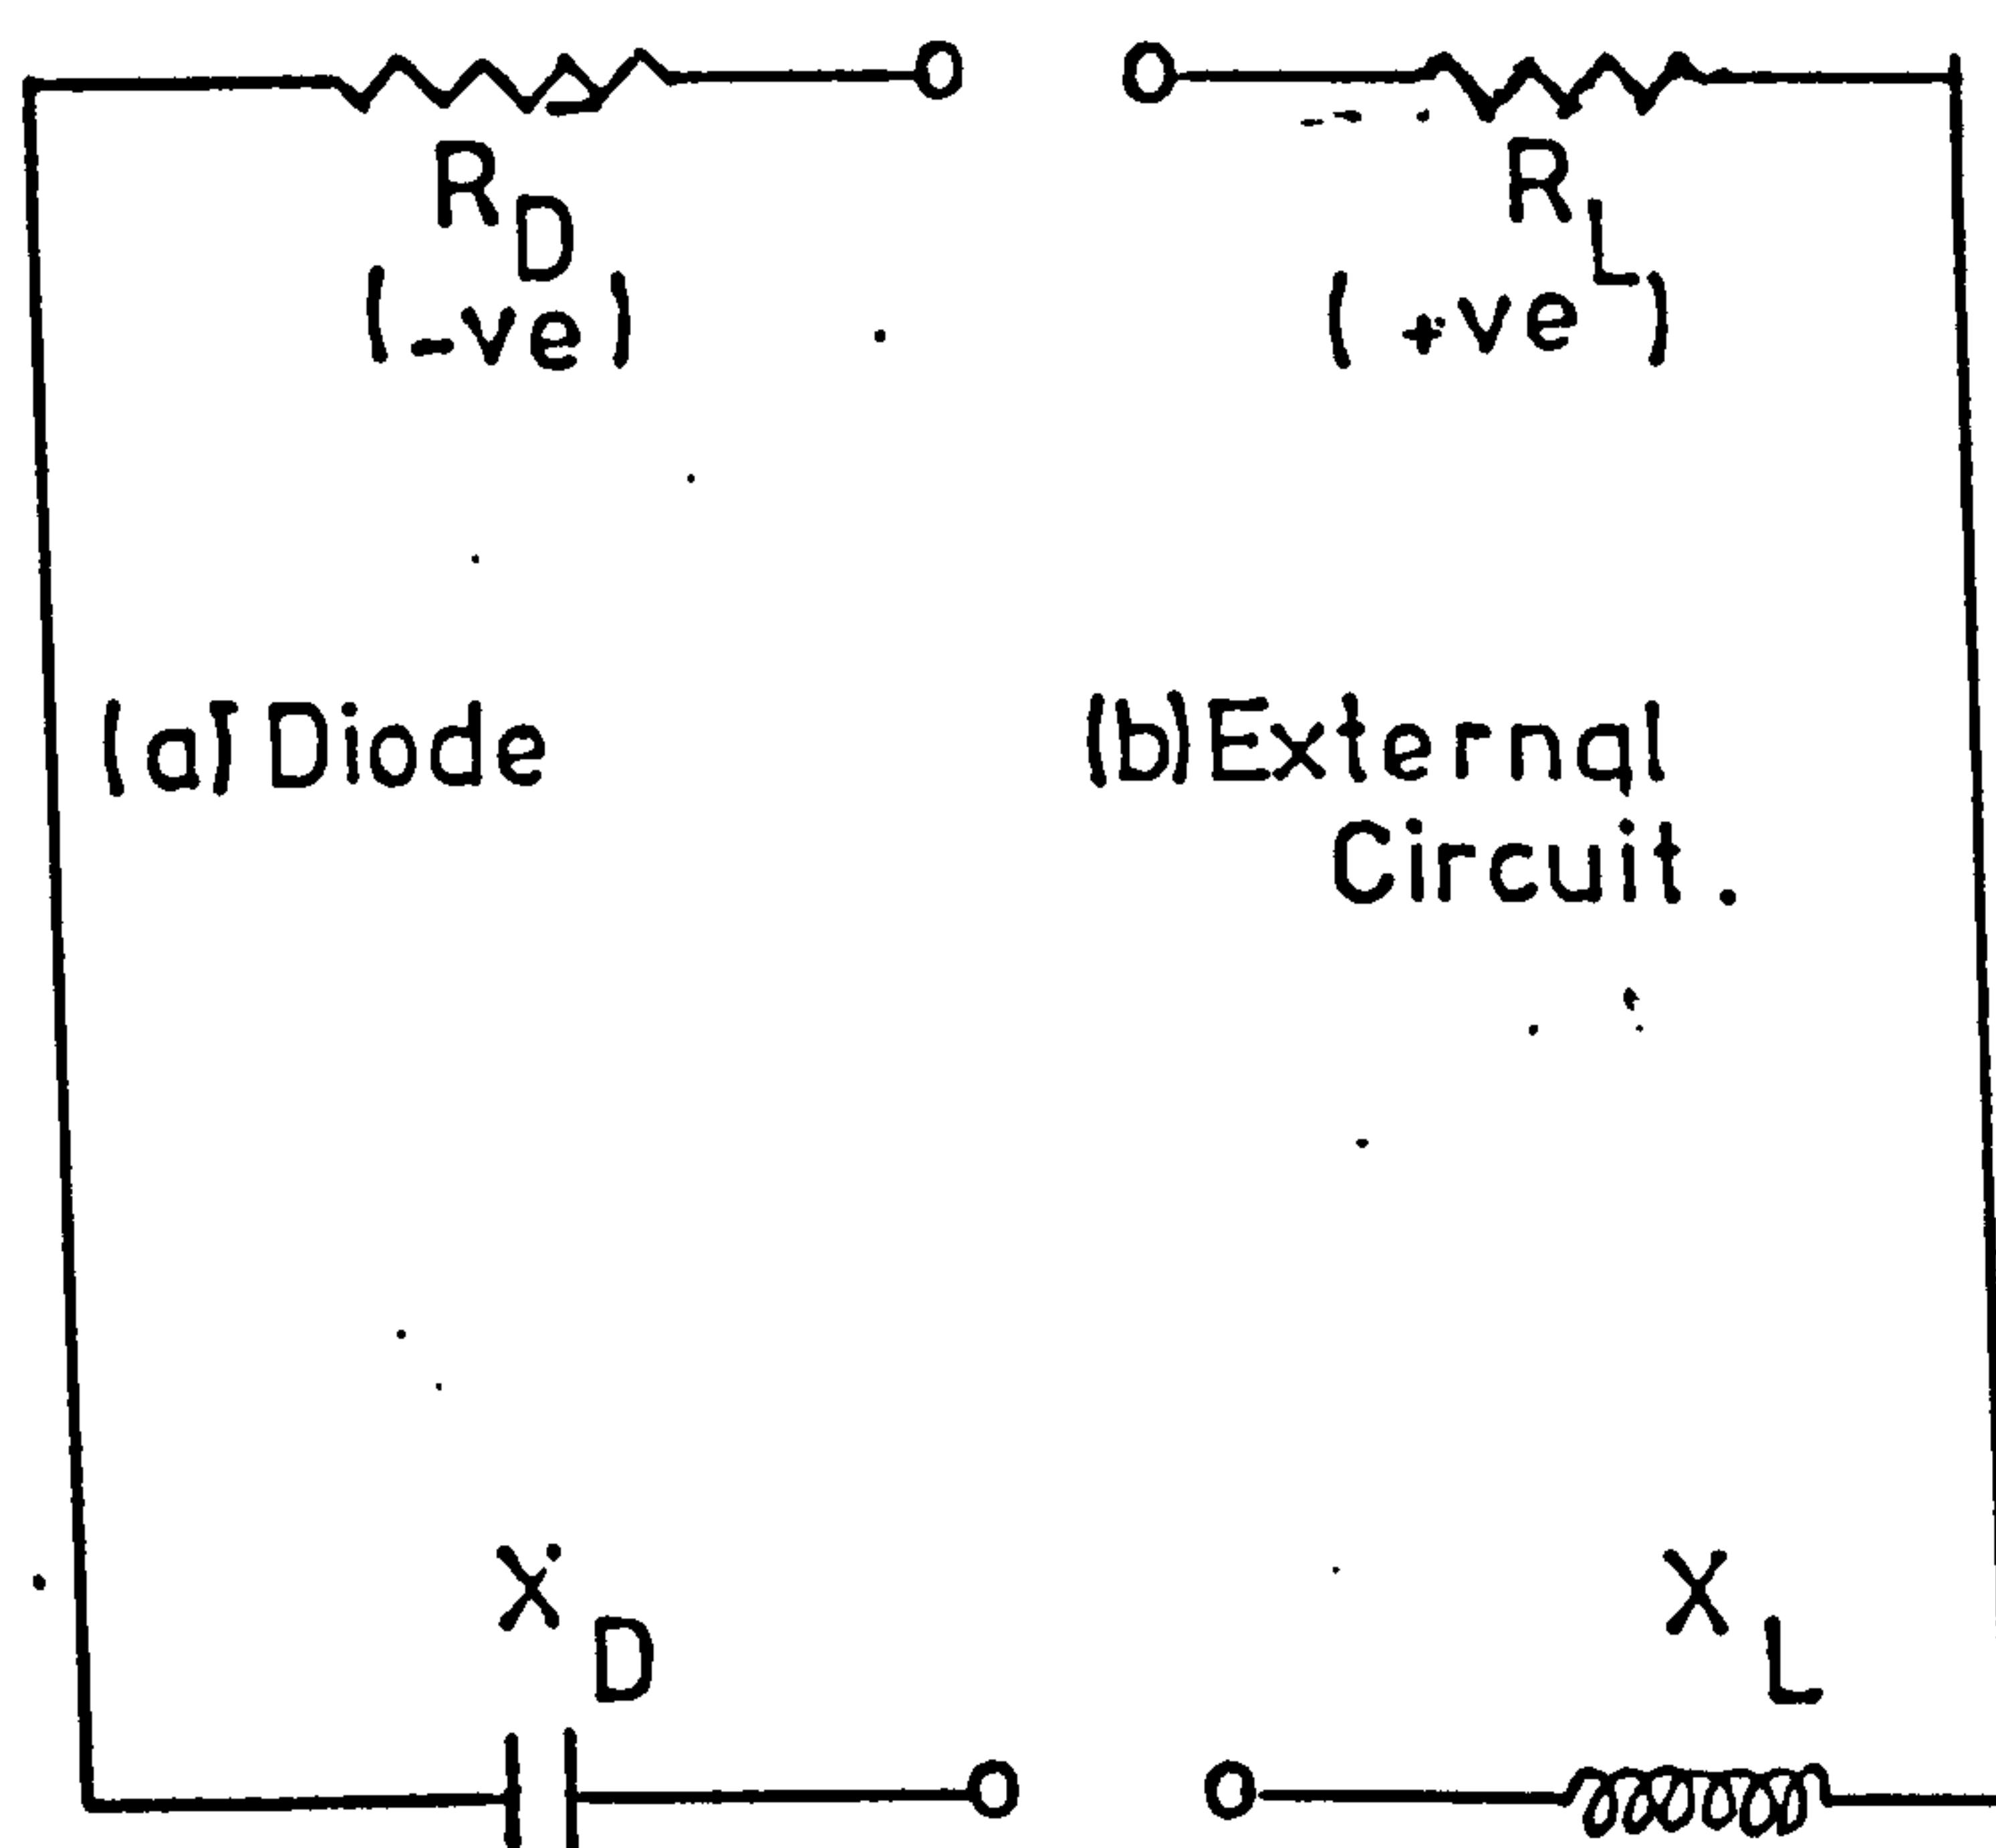 R_D
(-ve)
R_L
(+ve)
(a) Diode
(b) External
Circuit.
X_D
X_L